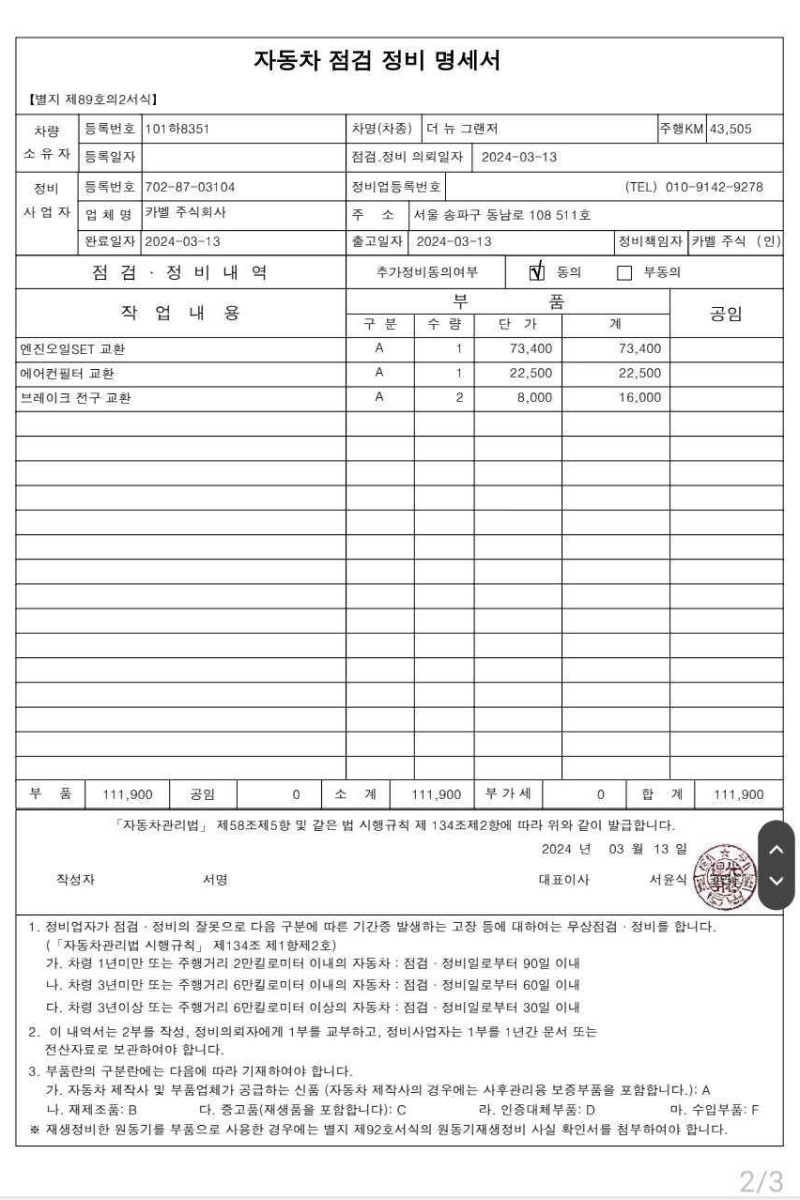 자동차 점검 정비 명세서
【별지 제89호의2서식】
차량 소유자 등록번호 101하8351 차명(차종) 더 뉴 그랜저 주행KM 43,505
등록일자 점검.정비 의뢰일자 2024-03-13
정비 사업자 등록번호 702-87-03104 정비업등록번호 (TEL) 010-9142-9278
업체명 카벨 주식회사 주 소 서울 송파구 동남로 108 511호
완료일자 2024-03-13 출고일자 2024-03-13 정비책임자 카벨 주식 (인)
점 검 · 정 비 내 역 추가정비동의여부 √ 동의 □ 부동의
작 업 내 용 부 품 공임
구 분 수 량 단 가 계
엔진오일SET 교환 A 1 73,400 73,400
에어컨필터 교환 A 1 22,500 22,500
브레이크 전구 교환 A 2 8,000 16,000
부 품 111,900 공임 0 소 계 111,900 부가세 0 합 계 111,900
「자동차관리법」 제58조제5항 및 같은 법 시행규칙 제 134조제2항에 따라 위와 같이 발급합니다.
2024 년 03 월 13 일
작성자 서명 대표이사 서윤식
1. 정비업자가 점검 · 정비의 잘못으로 다음 구분에 따른 기간중 발생하는 고장 등에 대하여는 무상점검 · 정비를 합니다.
(「자동차관리법 시행규칙」 제134조 제1항제2호)
가. 차령 1년미만 또는 주행거리 2만킬로미터 이내의 자동차 : 점검 · 정비일로부터 90일 이내
나. 차령 3년미만 또는 주행거리 6만킬로미터 이내의 자동차 : 점검 · 정비일로부터 60일 이내
다. 차령 3년이상 또는 주행거리 6만킬로미터 이상의 자동차 : 점검 · 정비일로부터 30일 이내
2. 이 내역서는 2부를 작성, 정비의뢰자에게 1부를 교부하고, 정비사업자는 1부를 1년간 문서 또는
전산자료로 보관하여야 합니다.
3. 부품란의 구분란에는 다음에 따라 기재하여야 합니다.
가. 자동차 제작사 및 부품업체가 공급하는 신품 (자동차 제작사의 경우에는 사후관리용 보증부품을 포함합니다.): A
나. 재제조품: B 다. 중고품(재생품을 포함합니다): C 라. 인증대체부품: D 마. 수입부품: F
※ 재생정비한 원동기를 부품으로 사용한 경우에는 별지 제92호서식의 원동기재생정비 사실 확인서를 첨부하여야 합니다.
2/3